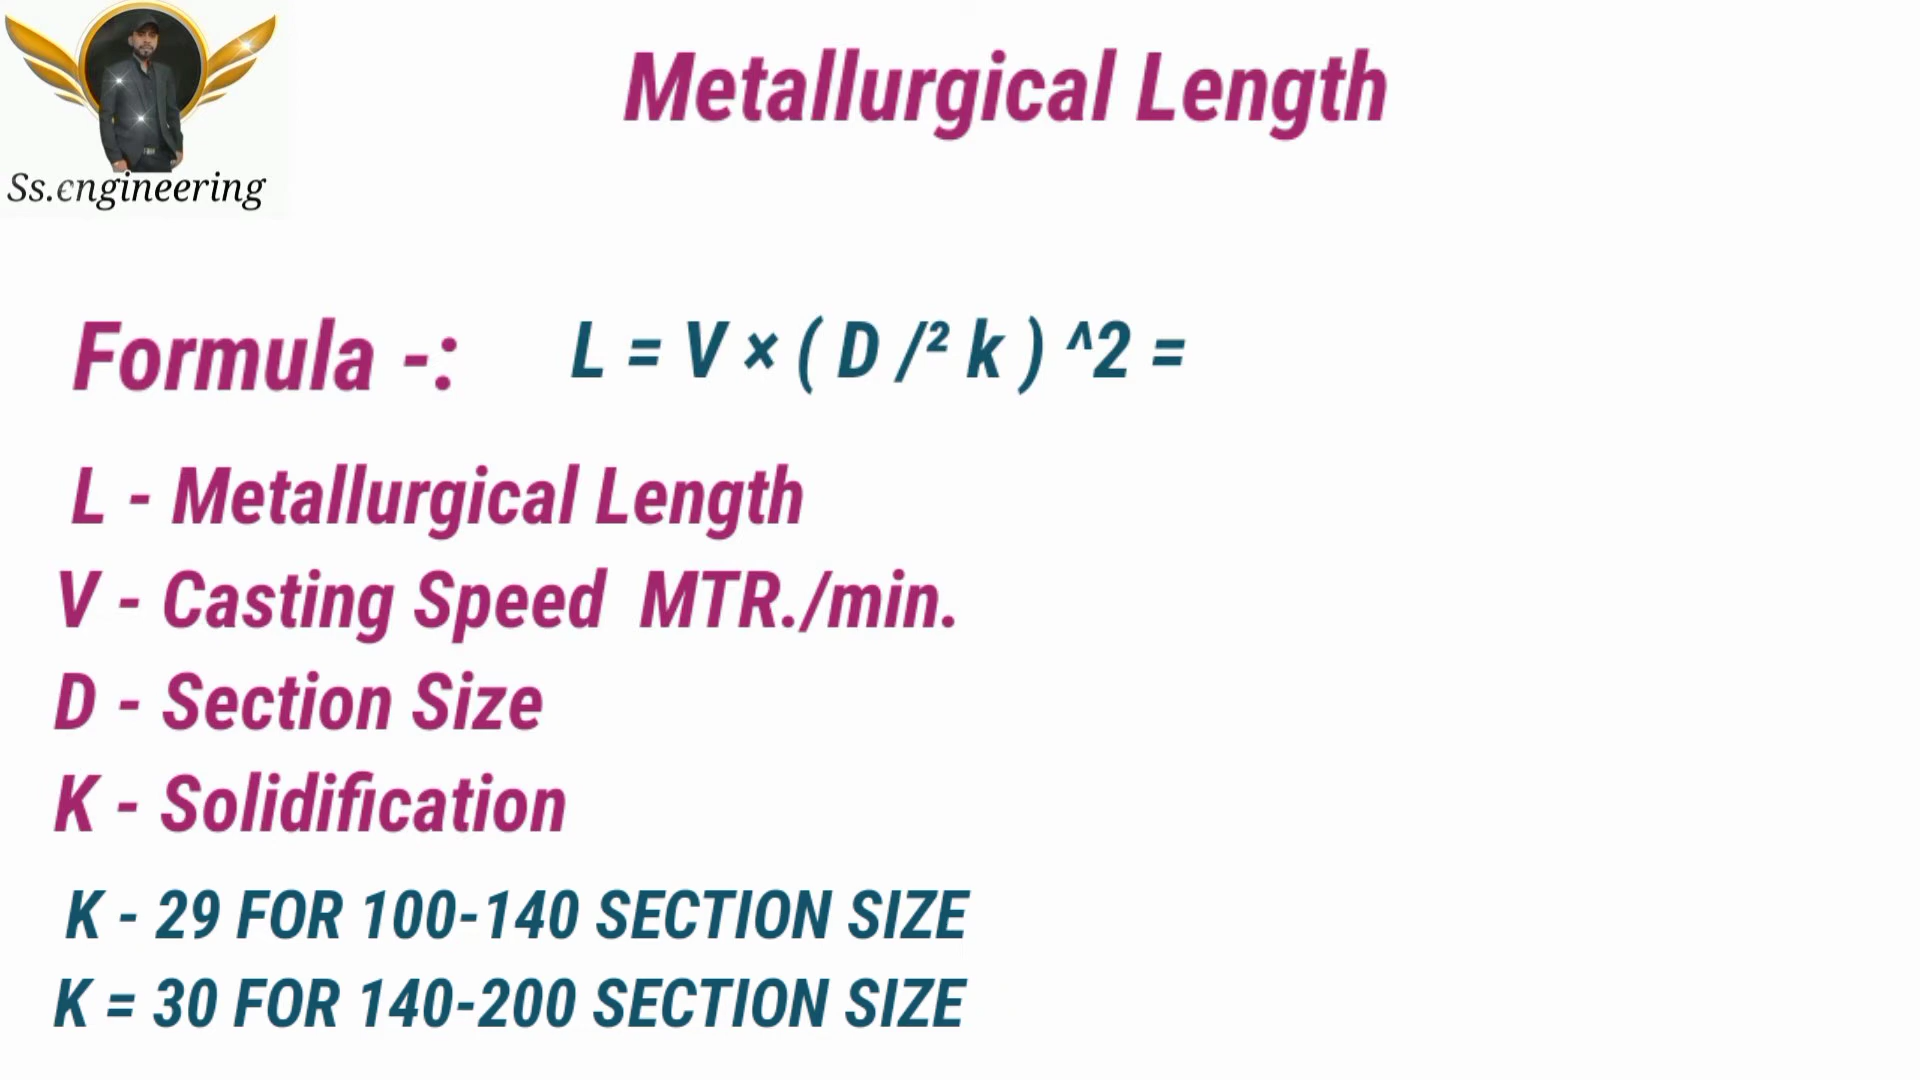 Ss.engineering
Metallurgical Length
Formula -: L = V × ( D /² k ) ^2 =
L - Metallurgical Length
V - Casting Speed MTR./min.
D - Section Size
K - Solidification
K - 29 FOR 100-140 SECTION SIZE
K = 30 FOR 140-200 SECTION SIZE